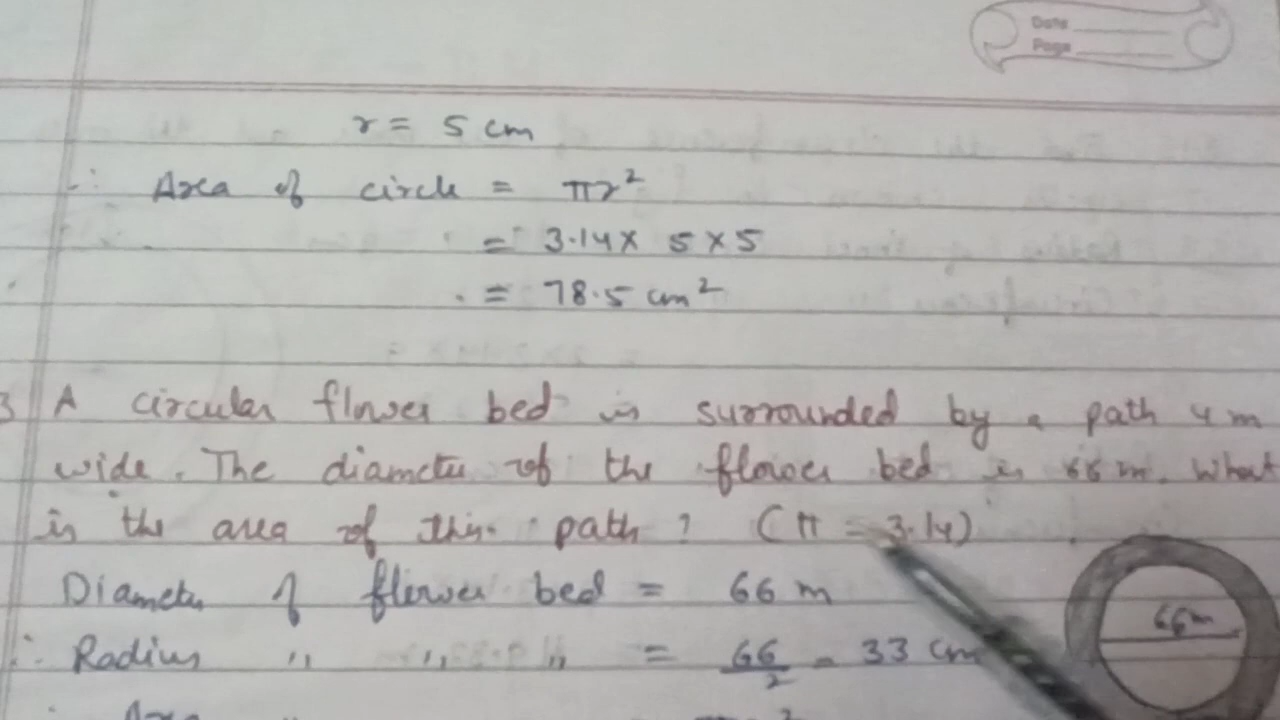 Date
Page
r = 5 cm
∴ Area of circle = πr²
= 3.14 × 5 × 5
= 78.5 cm²
3 A circular flower bed is surrounded by a path 4 m
wide. The diameter of the flower bed is 66 m. What
is the area of this path? (π = 3.14)
Diameter of flower bed = 66 m
66 m
∴ Radius " " " = 66/2 = 33 cm
Area